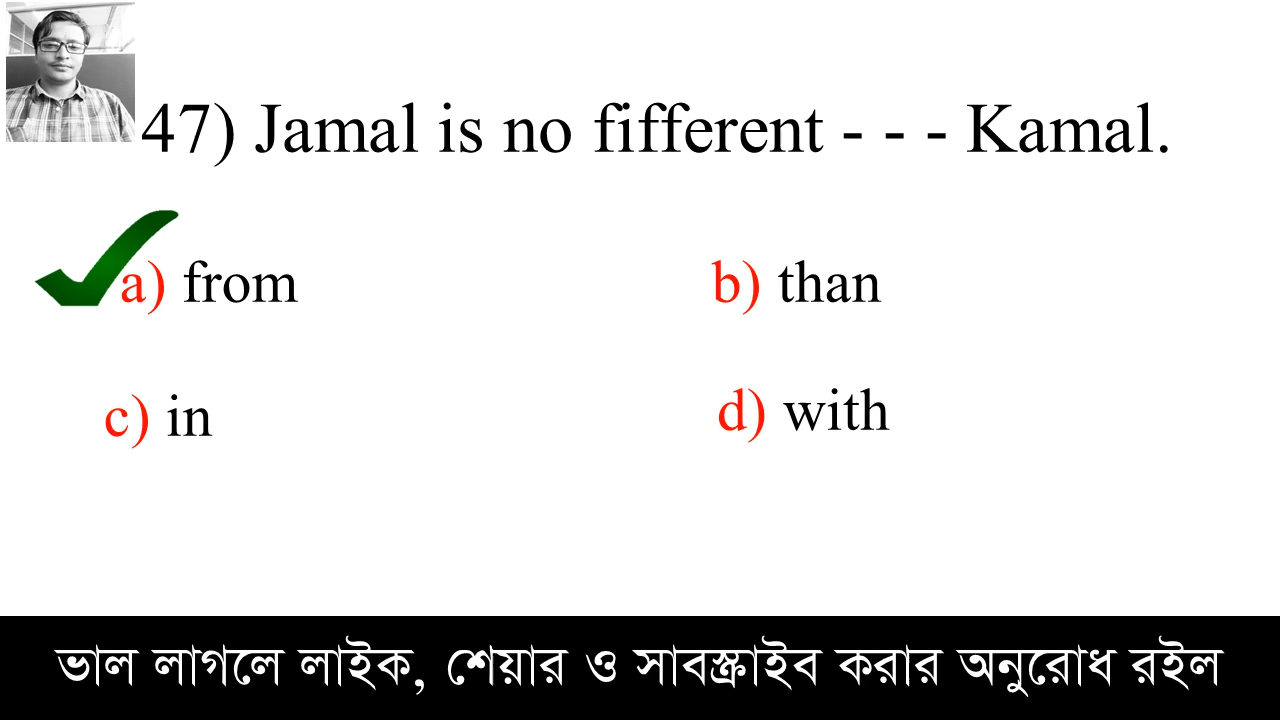 47) Jamal is no fifferent - - - Kamal.
a) from
b) than
c) in
d) with
ভাল লাগলে লাইক, শেয়ার ও সাবস্ক্রাইব করার অনুরোধ রইল